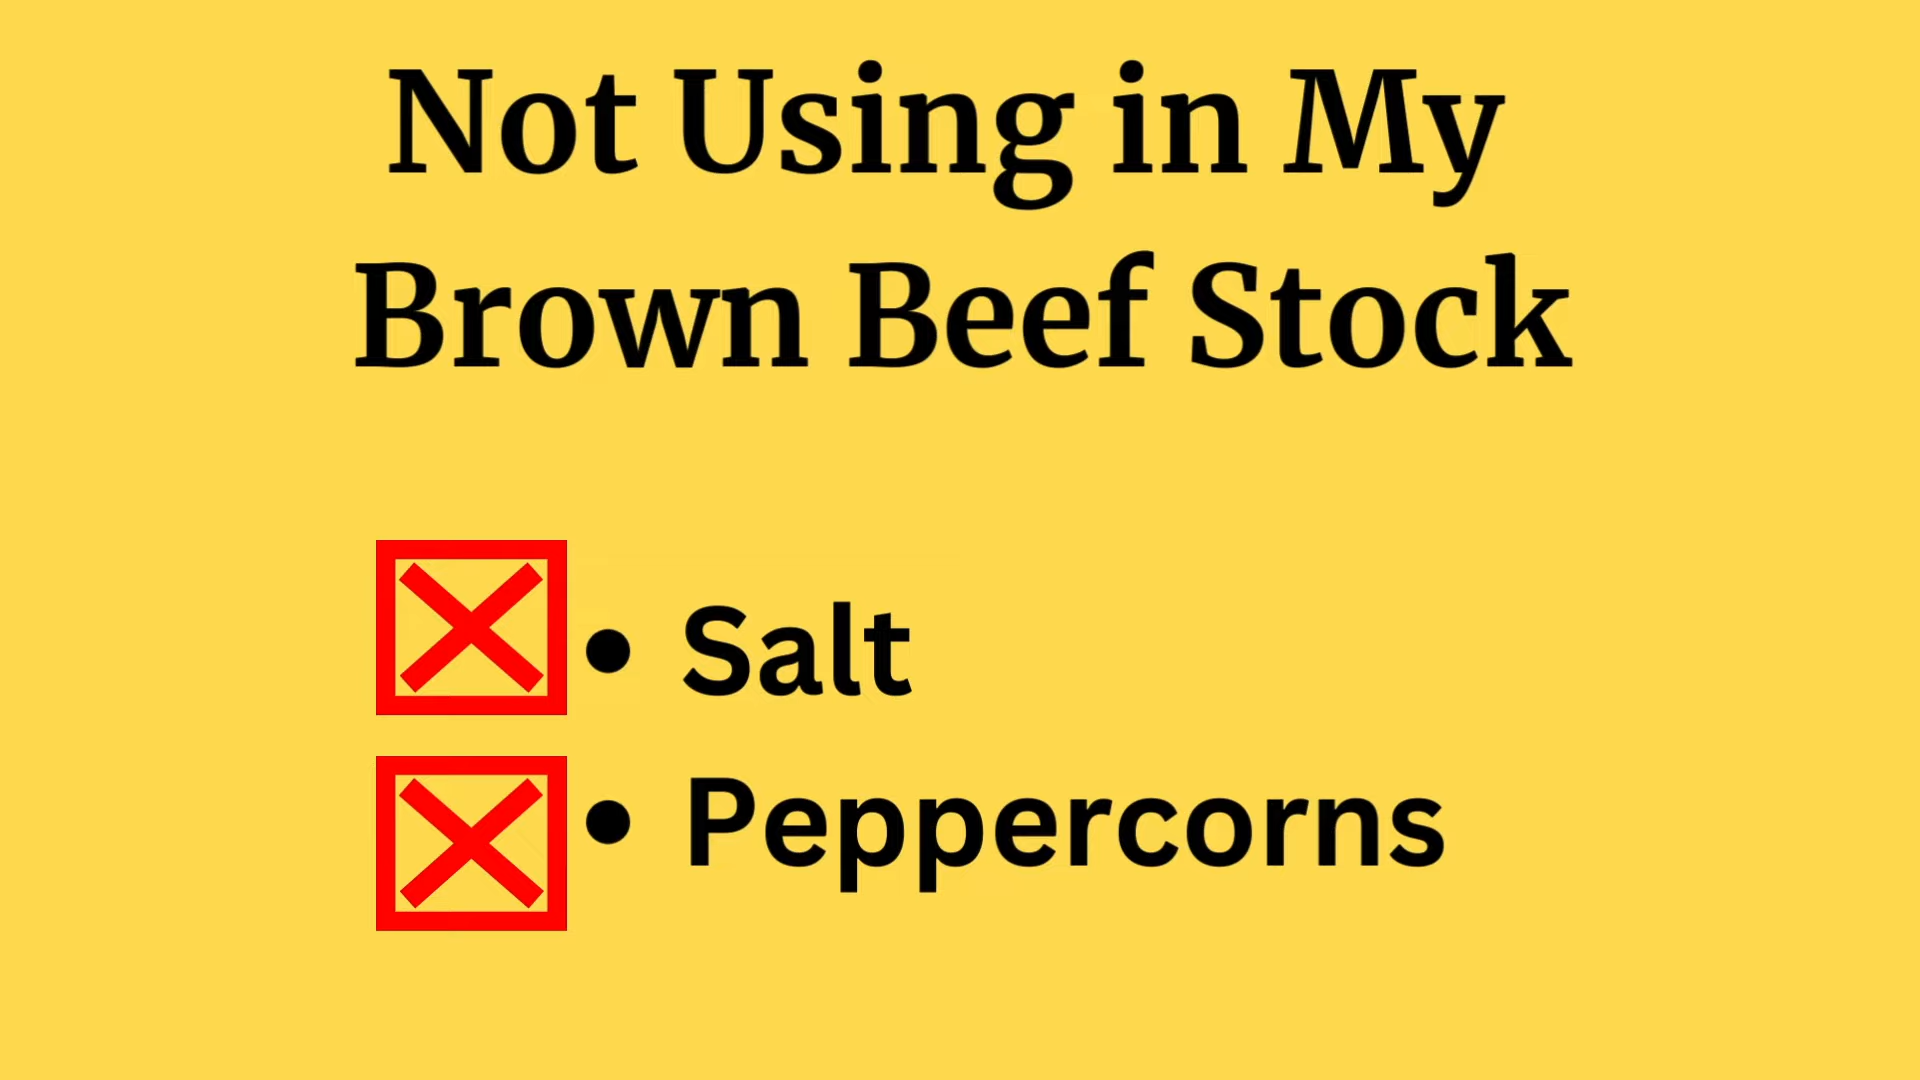 Not Using in My
Brown Beef Stock
• Salt
• Peppercorns